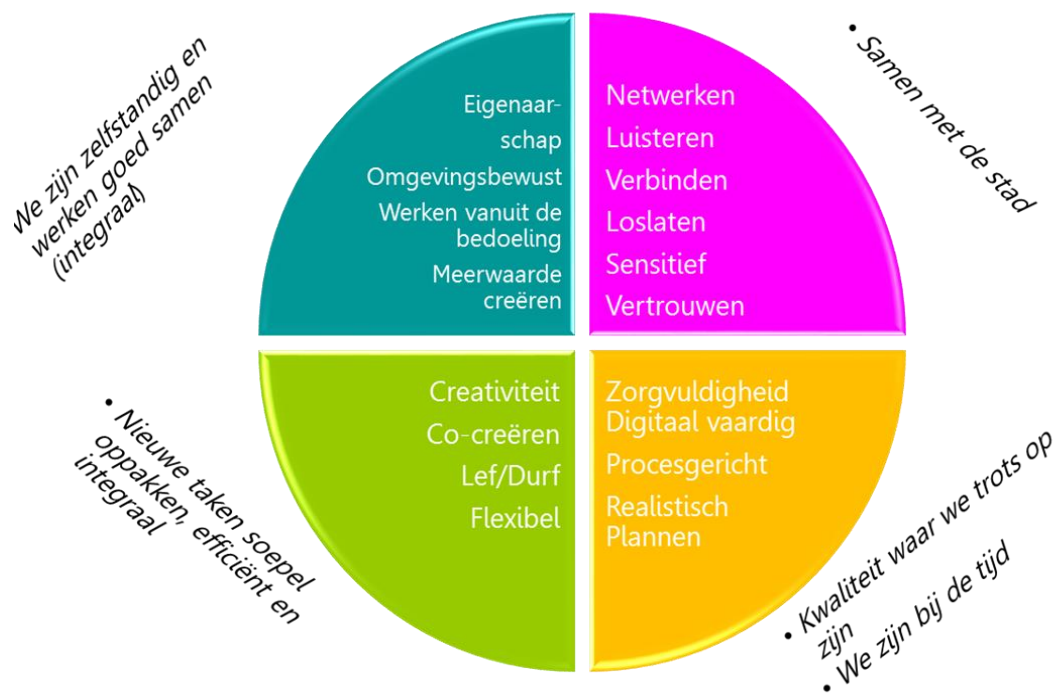 We zijn zelfstandig en
werken goed samen
(integraal)
Eigenaar-
schap
Omgevingsbewust
Werken vanuit de
bedoeling
Meerwaarde
creëren
Netwerken
Luisteren
Verbinden
Loslaten
Sensitief
Vertrouwen
• Samen met de stad
• Nieuwe taken soepel
oppakken, efficiënt en
integraal
Creativiteit
Co-creëren
Lef/Durf
Flexibel
Zorgvuldigheid
Digitaal vaardig
Procesgericht
Realistisch
Plannen
• Kwaliteit waar we trots op
zijn
• We zijn bij de tijd